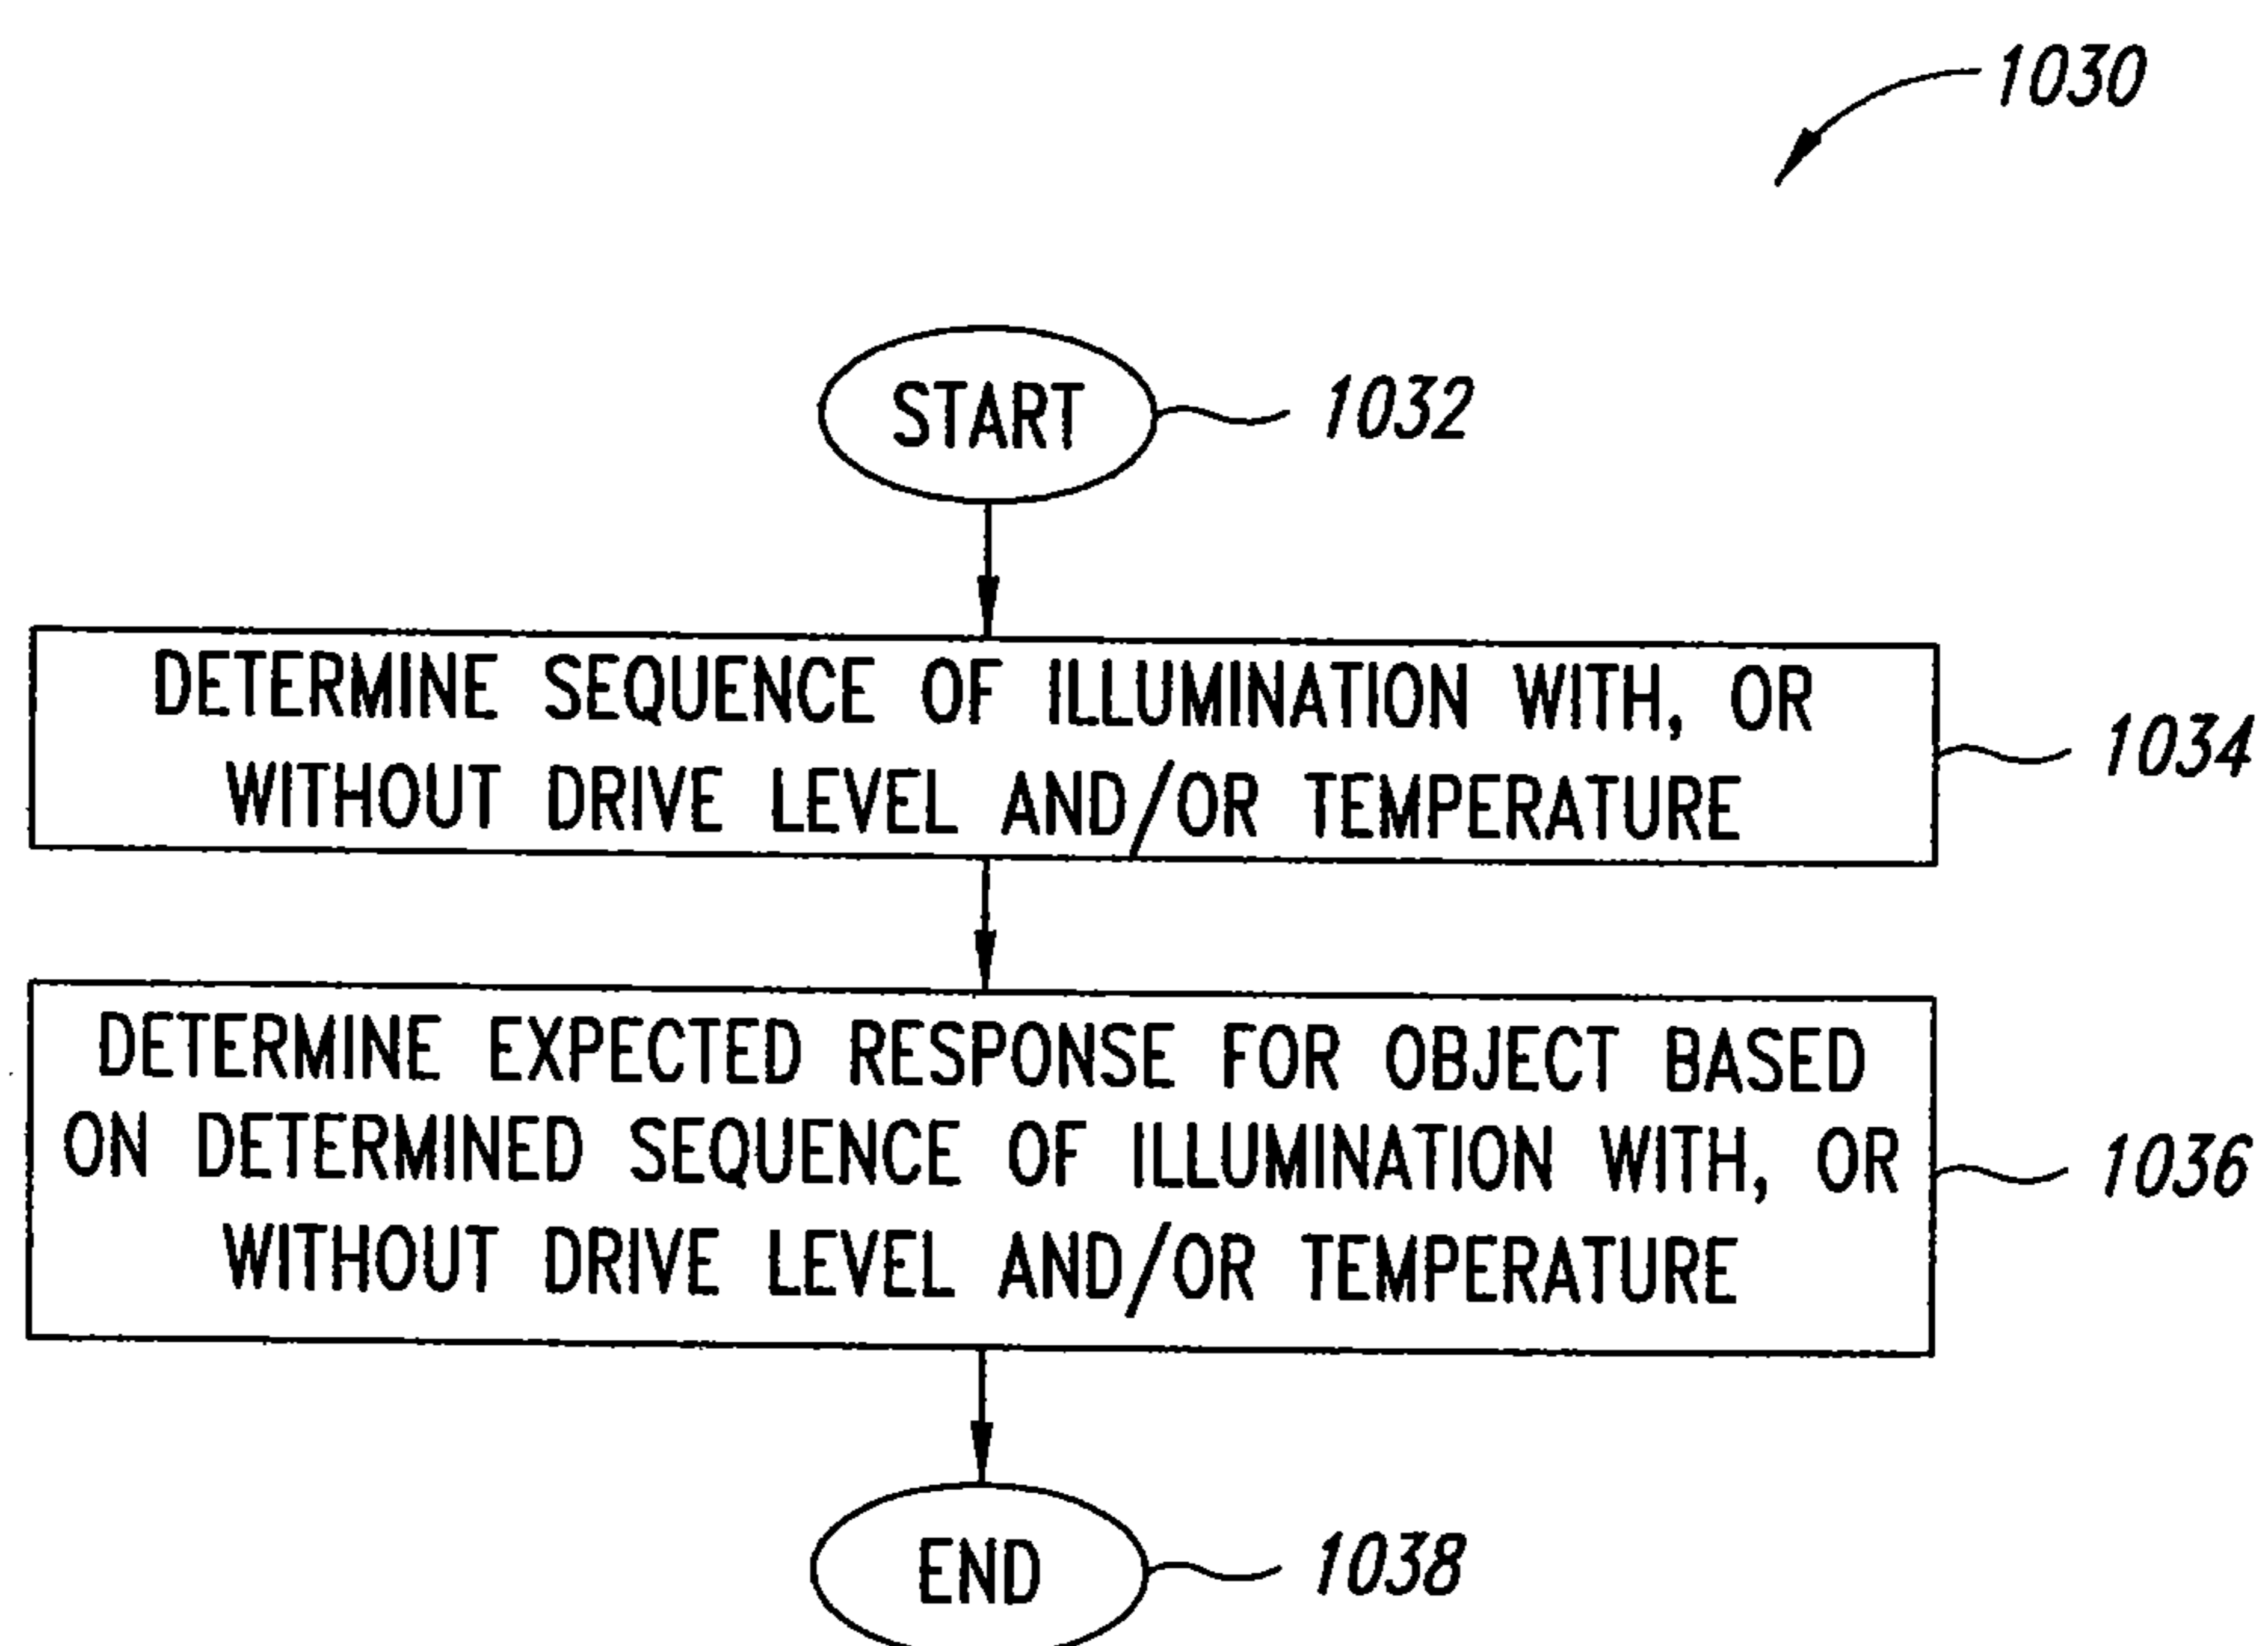 1030
START
1032
DETERMINE SEQUENCE OF ILLUMINATION WITH, OR
WITHOUT DRIVE LEVEL AND/OR TEMPERATURE
1034
DETERMINE EXPECTED RESPONSE FOR OBJECT BASED
ON DETERMINED SEQUENCE OF ILLUMINATION WITH, OR
WITHOUT DRIVE LEVEL AND/OR TEMPERATURE
1036
END
1038